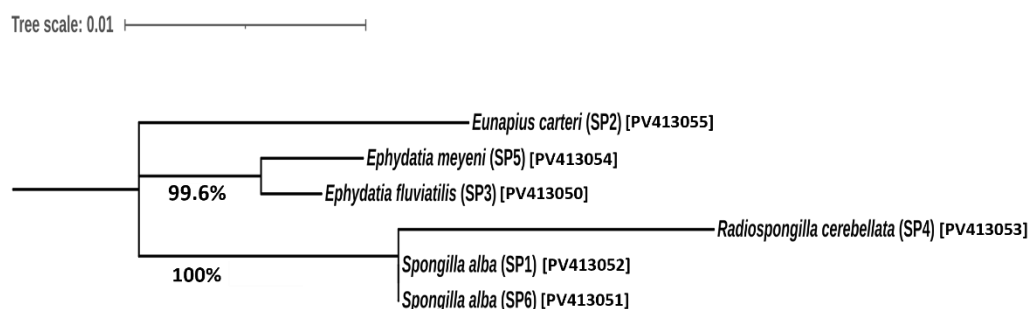 Tree scale: 0.01
Eunapius carteri (SP2) [PV413055]
Ephydatia meyeni (SP5) [PV413054]
99.6%
Ephydatia fluviatilis (SP3) [PV413050]
Radiospongilla cerebellata (SP4) [PV413053]
Spongilla alba (SP1) [PV413052]
100%
Spongilla alba (SP6) [PV413051]